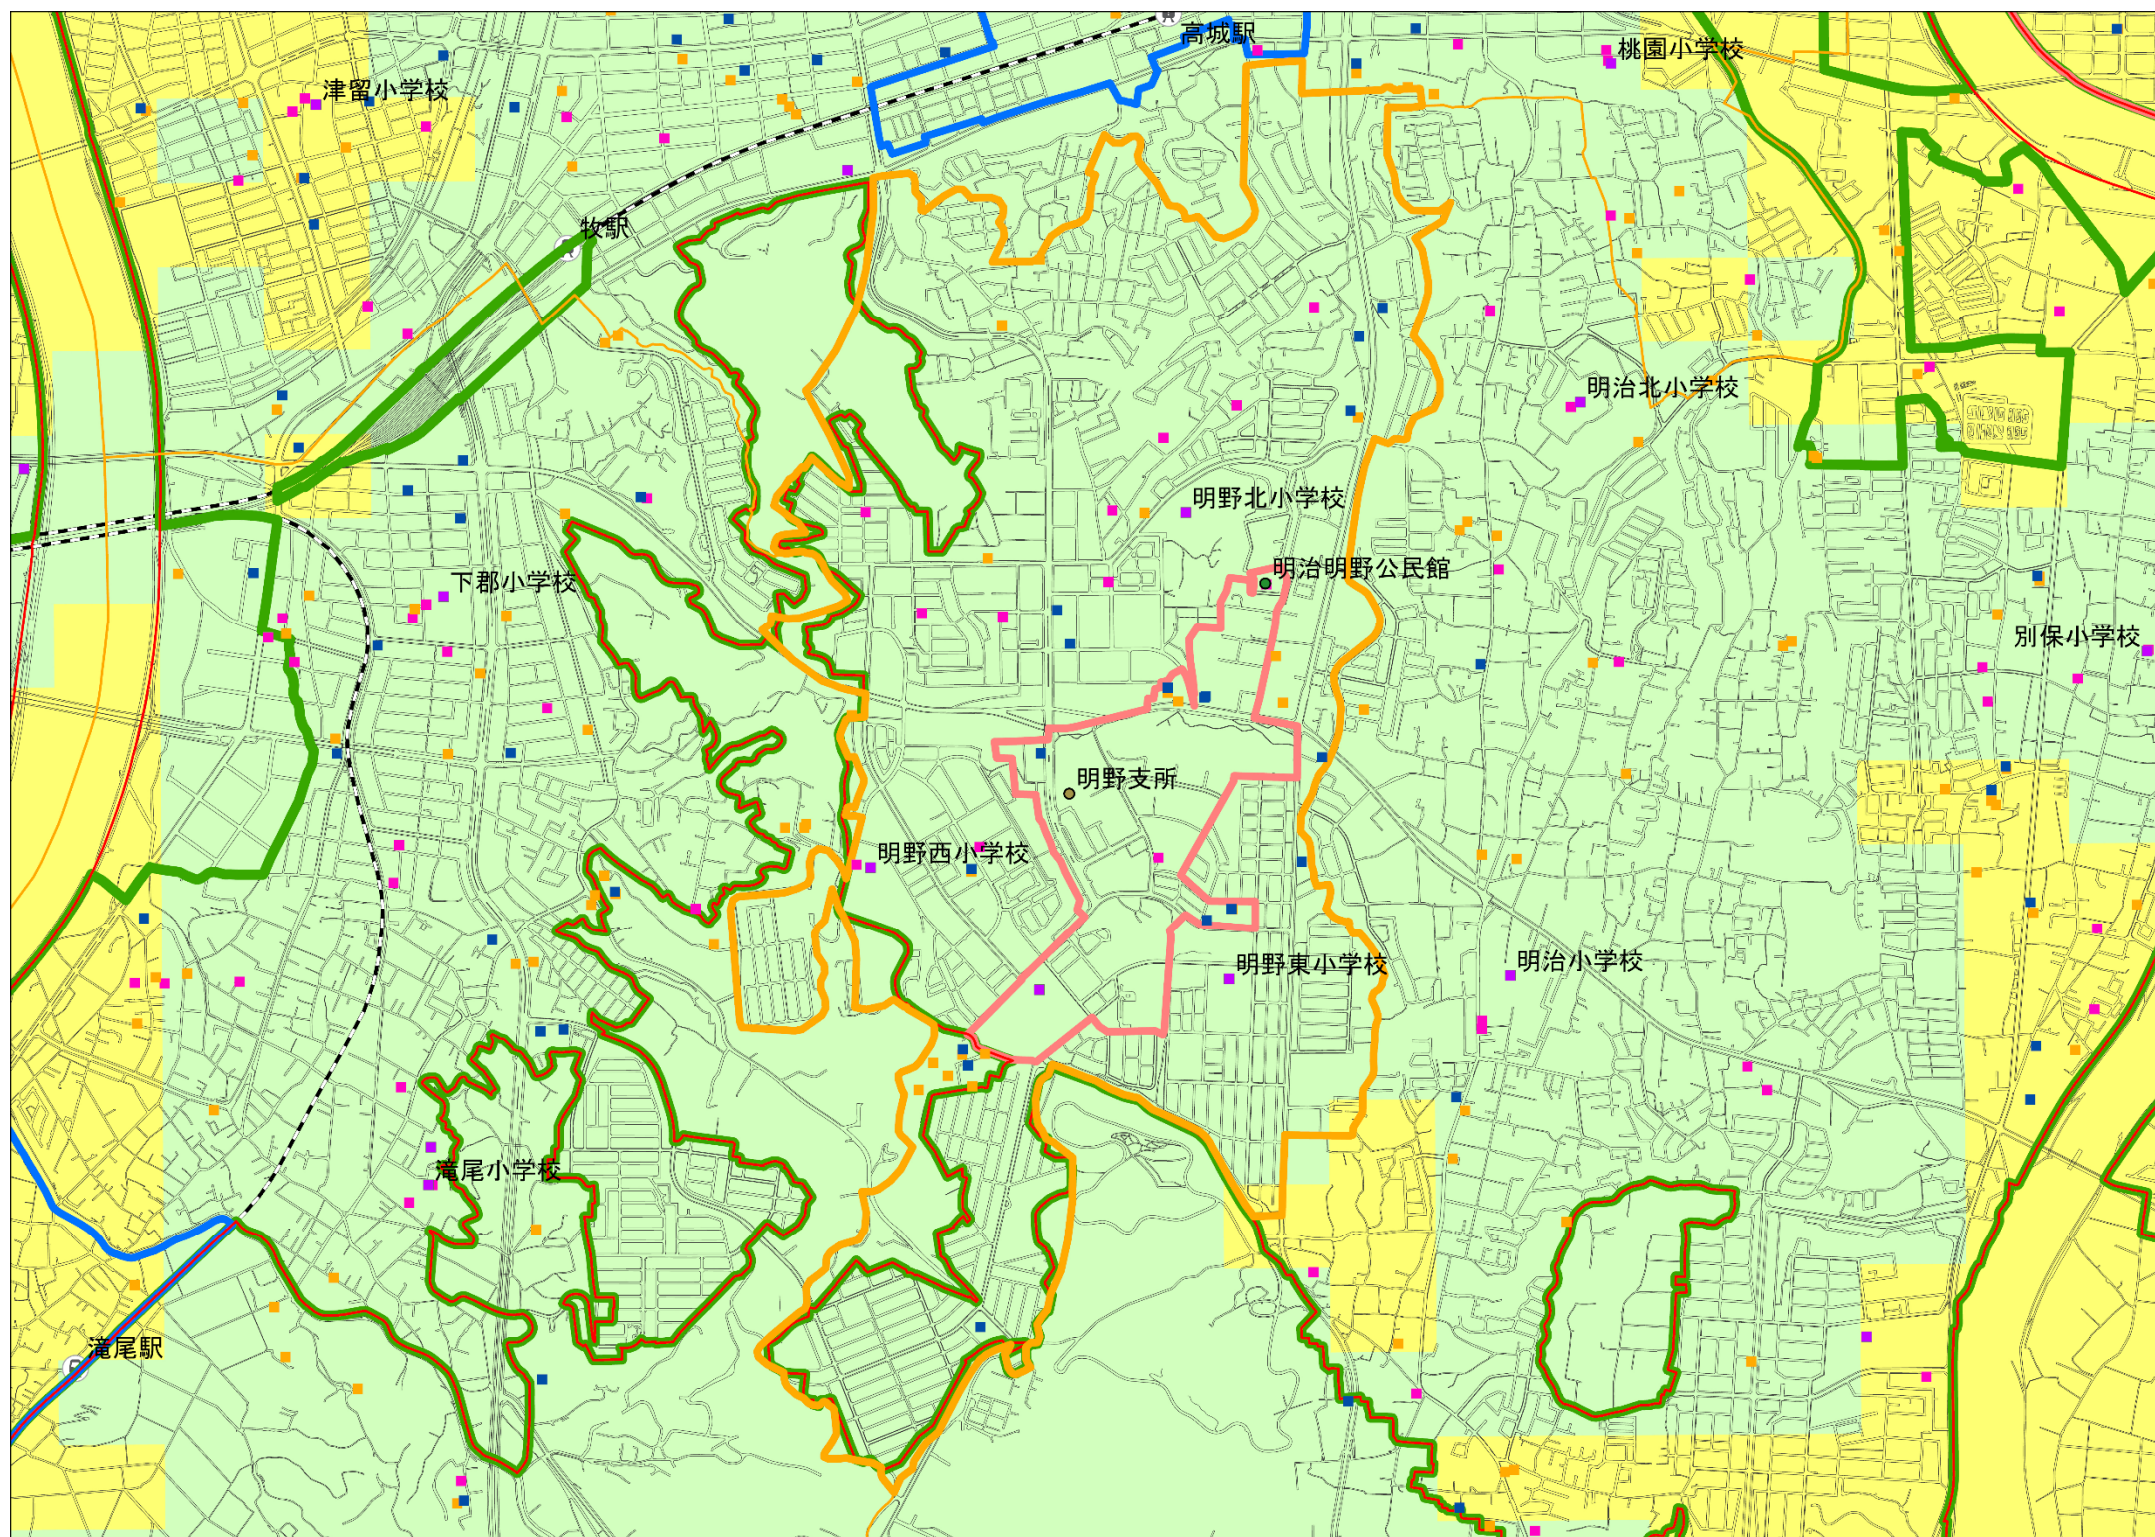 高城駅
桃園小学校
津留小学校
牧駅
明治北小学校
明野北小学校
明治明野公民館
下郡小学校
別保小学校
明野支所
明野西小学校
明野東小学校
明治小学校
滝尾小学校
滝尾駅